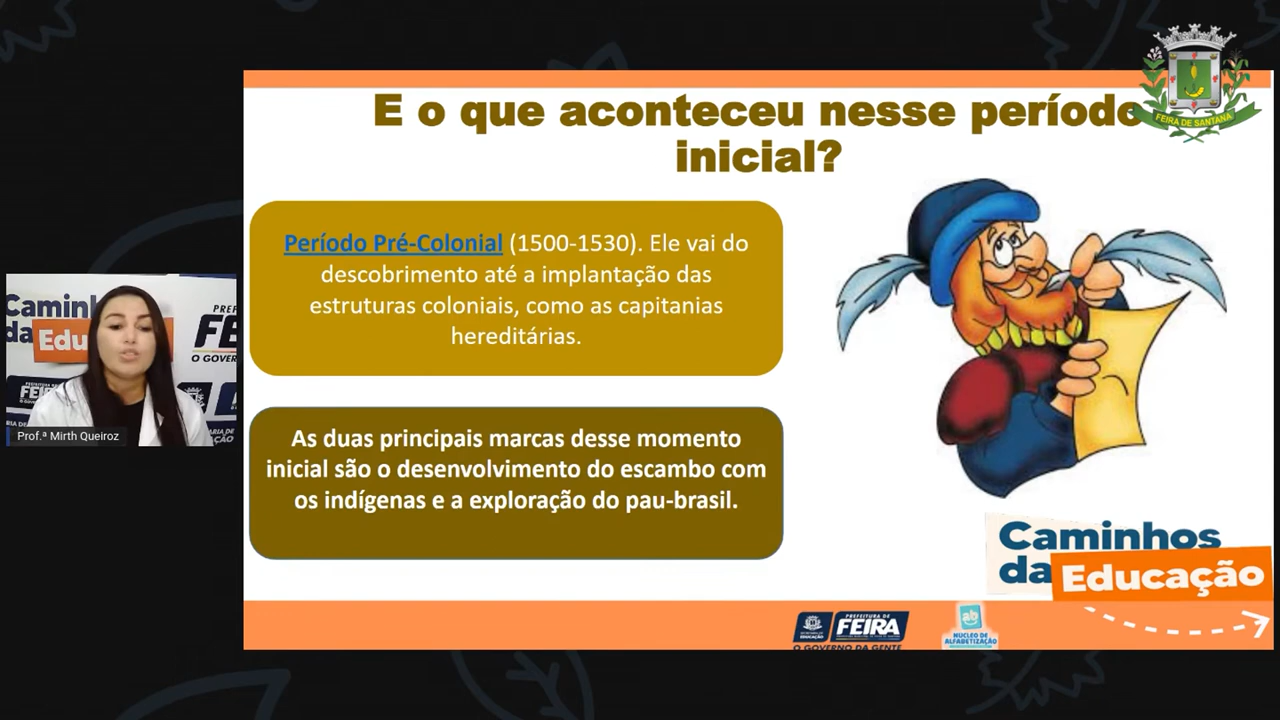 E o que aconteceu nesse período
inicial?
FEIRA DE SANTANA
Período Pré-Colonial (1500-1530). Ele vai do
descobrimento até a implantação das
estruturas coloniais, como as capitanias
hereditárias.
As duas principais marcas desse momento
inicial são o desenvolvimento do escambo com
os indígenas e a exploração do pau-brasil.
Prof.ª Mirth Queiroz
Caminhos
da Educação
PREFEITURA DE
FEIRA
O GOVERNO DA GENTE
ab
NÚCLEO DE
ALFABETIZAÇÃO